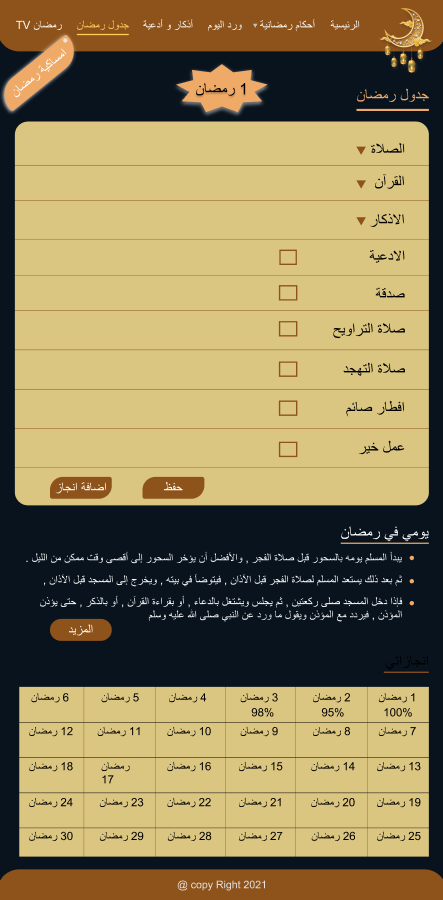 الرئيسية أحكام رمضانية ورد اليوم أذكار و أدعية جدول رمضان رمضان TV
امساكية رمضان
1 رمضان
جدول رمضان
الصلاة
القرآن
الاذكار
الادعية
صدقة
صلاة التراويح
صلاة التهجد
افطار صائم
عمل خير
حفظ اضافة انجاز
يومي في رمضان
يبدأ المسلم يومه بالسحور قبل صلاة الفجر , والأفضل أن يؤخر السحور إلى أقصى وقت ممكن من الليل .
ثم بعد ذلك يستعد المسلم لصلاة الفجر قبل الأذان , فيتوضأ في بيته , ويخرج إلى المسجد قبل الأذان ,
فإذا دخل المسجد صلى ركعتين , ثم يجلس ويشتغل بالدعاء , أو بقراءة القرآن , أو بالذكر , حتى يؤذن
المؤذن , فيردد مع المؤذن ويقول ما ورد عن النبي صلى الله عليه وسلم
المزيد
انجازاتي
1 رمضان 2 رمضان 3 رمضان 4 رمضان 5 رمضان 6 رمضان
100% 95% 98%
7 رمضان 8 رمضان 9 رمضان 10 رمضان 11 رمضان 12 رمضان
13 رمضان 14 رمضان 15 رمضان 16 رمضان رمضان 18 رمضان
17
19 رمضان 20 رمضان 21 رمضان 22 رمضان 23 رمضان 24 رمضان
25 رمضان 26 رمضان 27 رمضان 28 رمضان 29 رمضان 30 رمضان
@ copy Right 2021